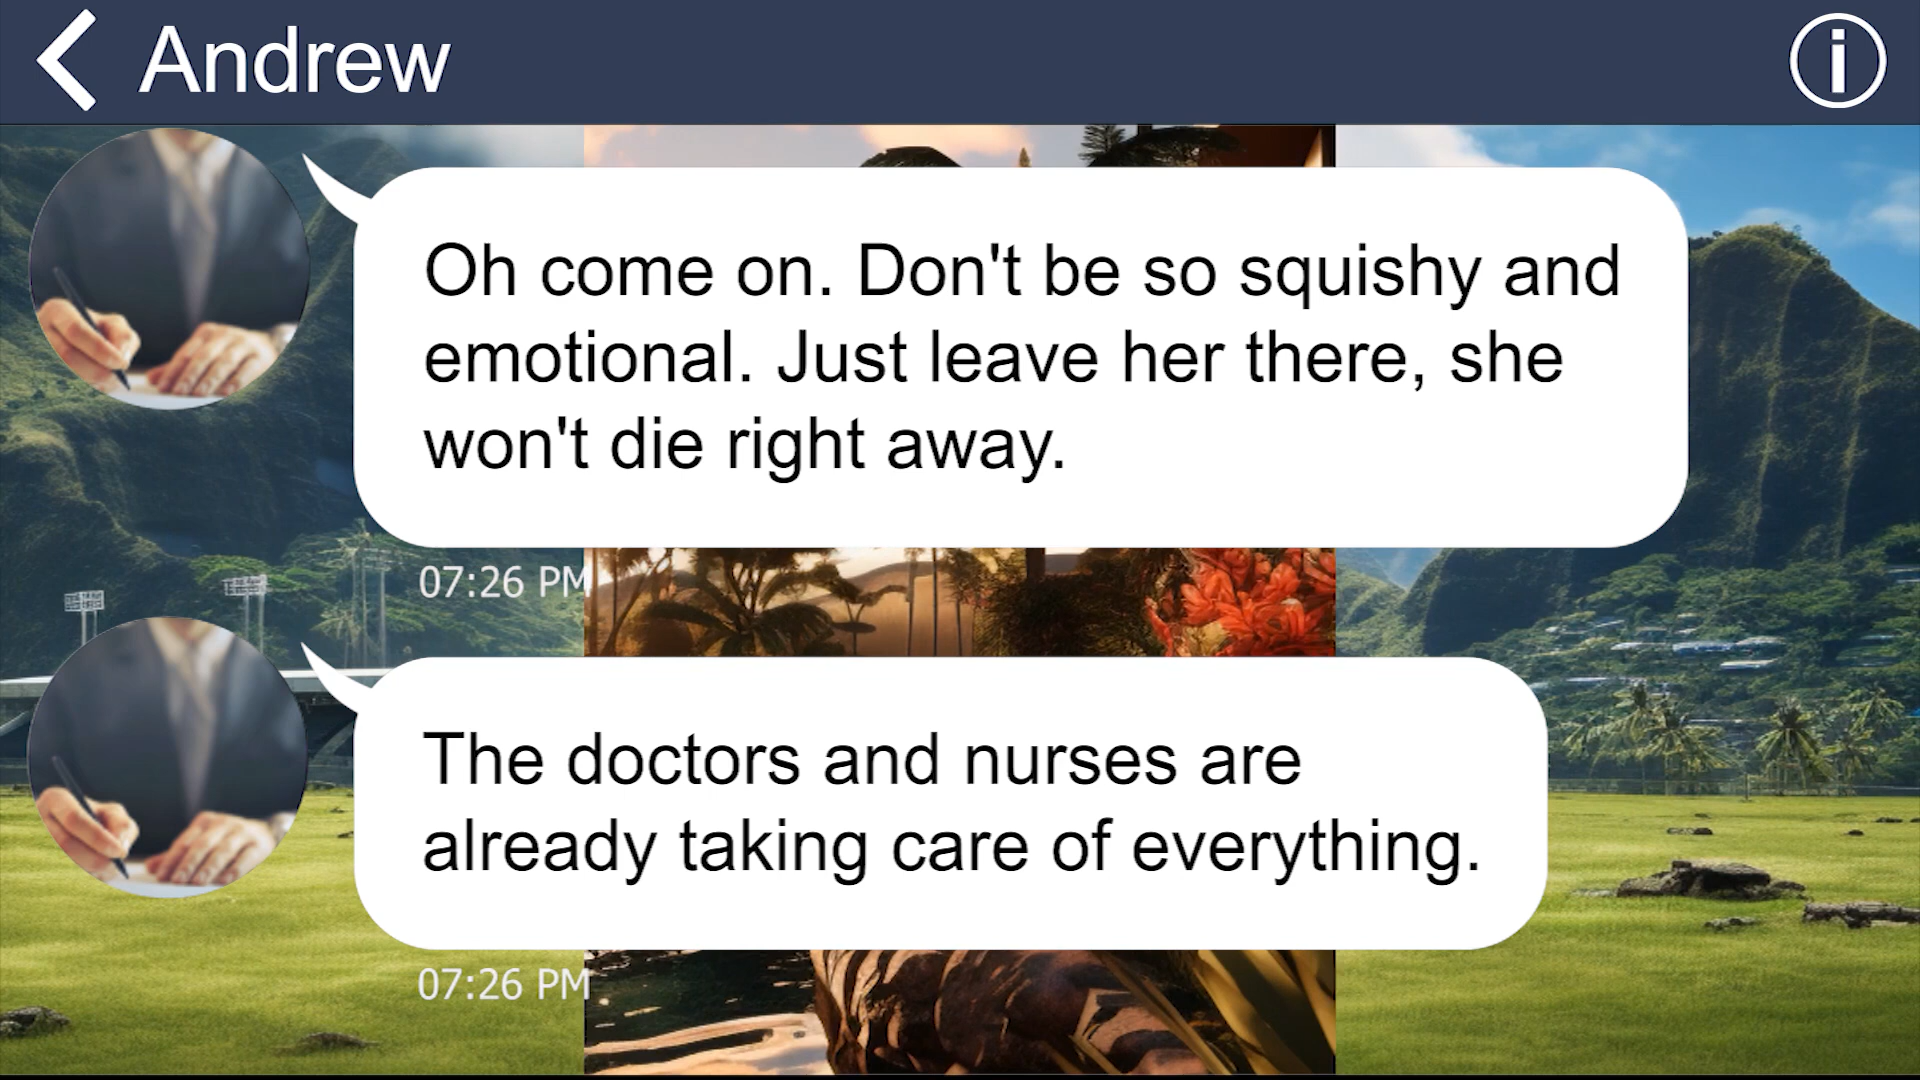 Andrew
Oh come on. Don't be so squishy and
emotional. Just leave her there, she
won't die right away.
07:26 PM
The doctors and nurses are
already taking care of everything.
07:26 PM